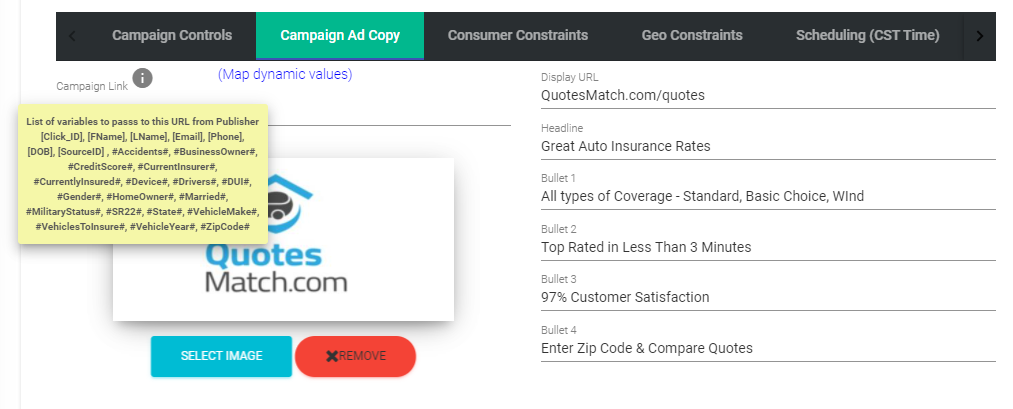 Campaign Controls
Campaign Ad Copy
Consumer Constraints
Geo Constraints
Scheduling (CST Time)
Campaign Link
(Map dynamic values)
List of variables to passs to this URL from Publisher
[Click_ID], [FName], [LName], [Email], [Phone],
[DOB], [SourceID] , #Accidents#, #BusinessOwner#,
#CreditScore#, #CurrentInsurer#,
#CurrentlyInsured#, #Device#, #Drivers#, #DUI#,
#Gender#, #HomeOwner#, #Married#,
#MilitaryStatus#, #SR22#, #State#, #VehicleMake#,
#VehiclesToInsure#, #VehicleYear#, #ZipCode#
Quotes
Match.com
SELECT IMAGE
REMOVE
Display URL
QuotesMatch.com/quotes
Headline
Great Auto Insurance Rates
Bullet 1
All types of Coverage - Standard, Basic Choice, WInd
Bullet 2
Top Rated in Less Than 3 Minutes
Bullet 3
97% Customer Satisfaction
Bullet 4
Enter Zip Code & Compare Quotes